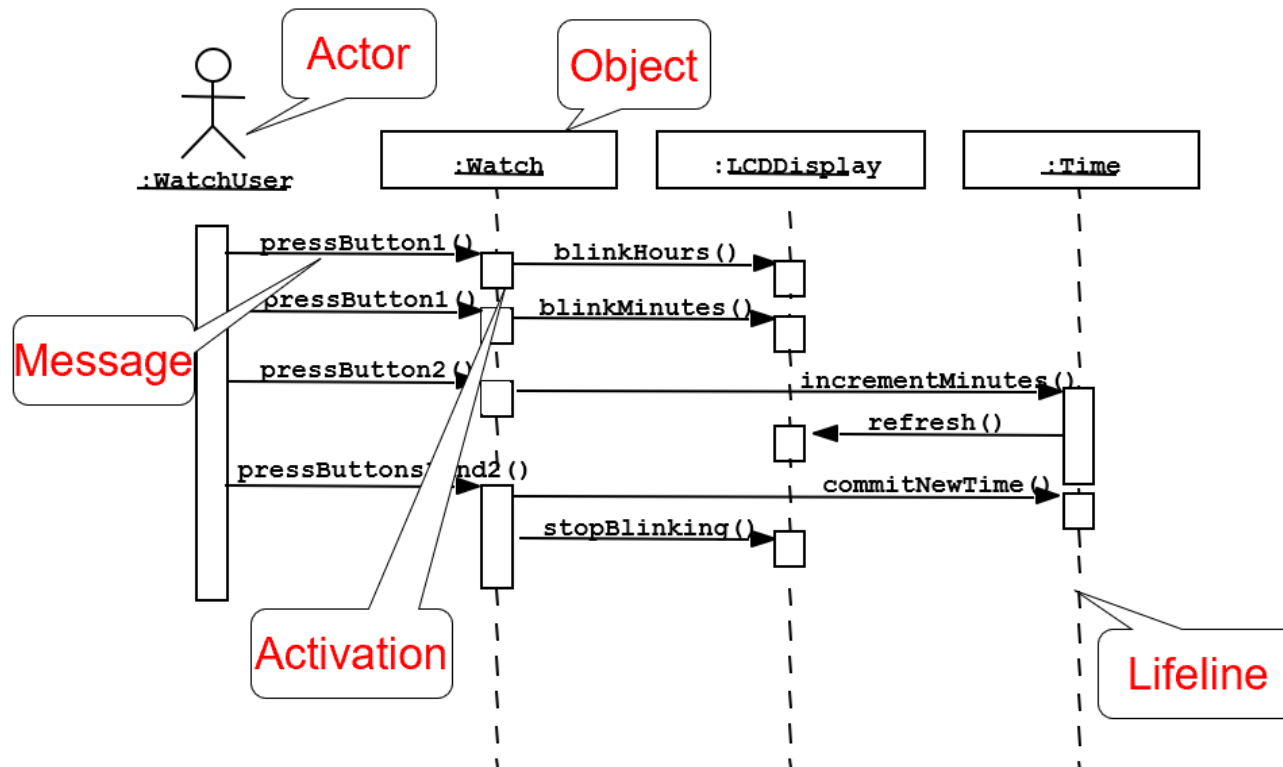 Actor
Object
:WatchUser
:Watch
:LCDDisplay
:Time
pressButton1()
blinkHours()
pressButton1()
blinkMinutes()
Message
pressButton2()
incrementMinutes()
refresh()
commitNewTime()
stopBlinking()
Activation
Lifeline